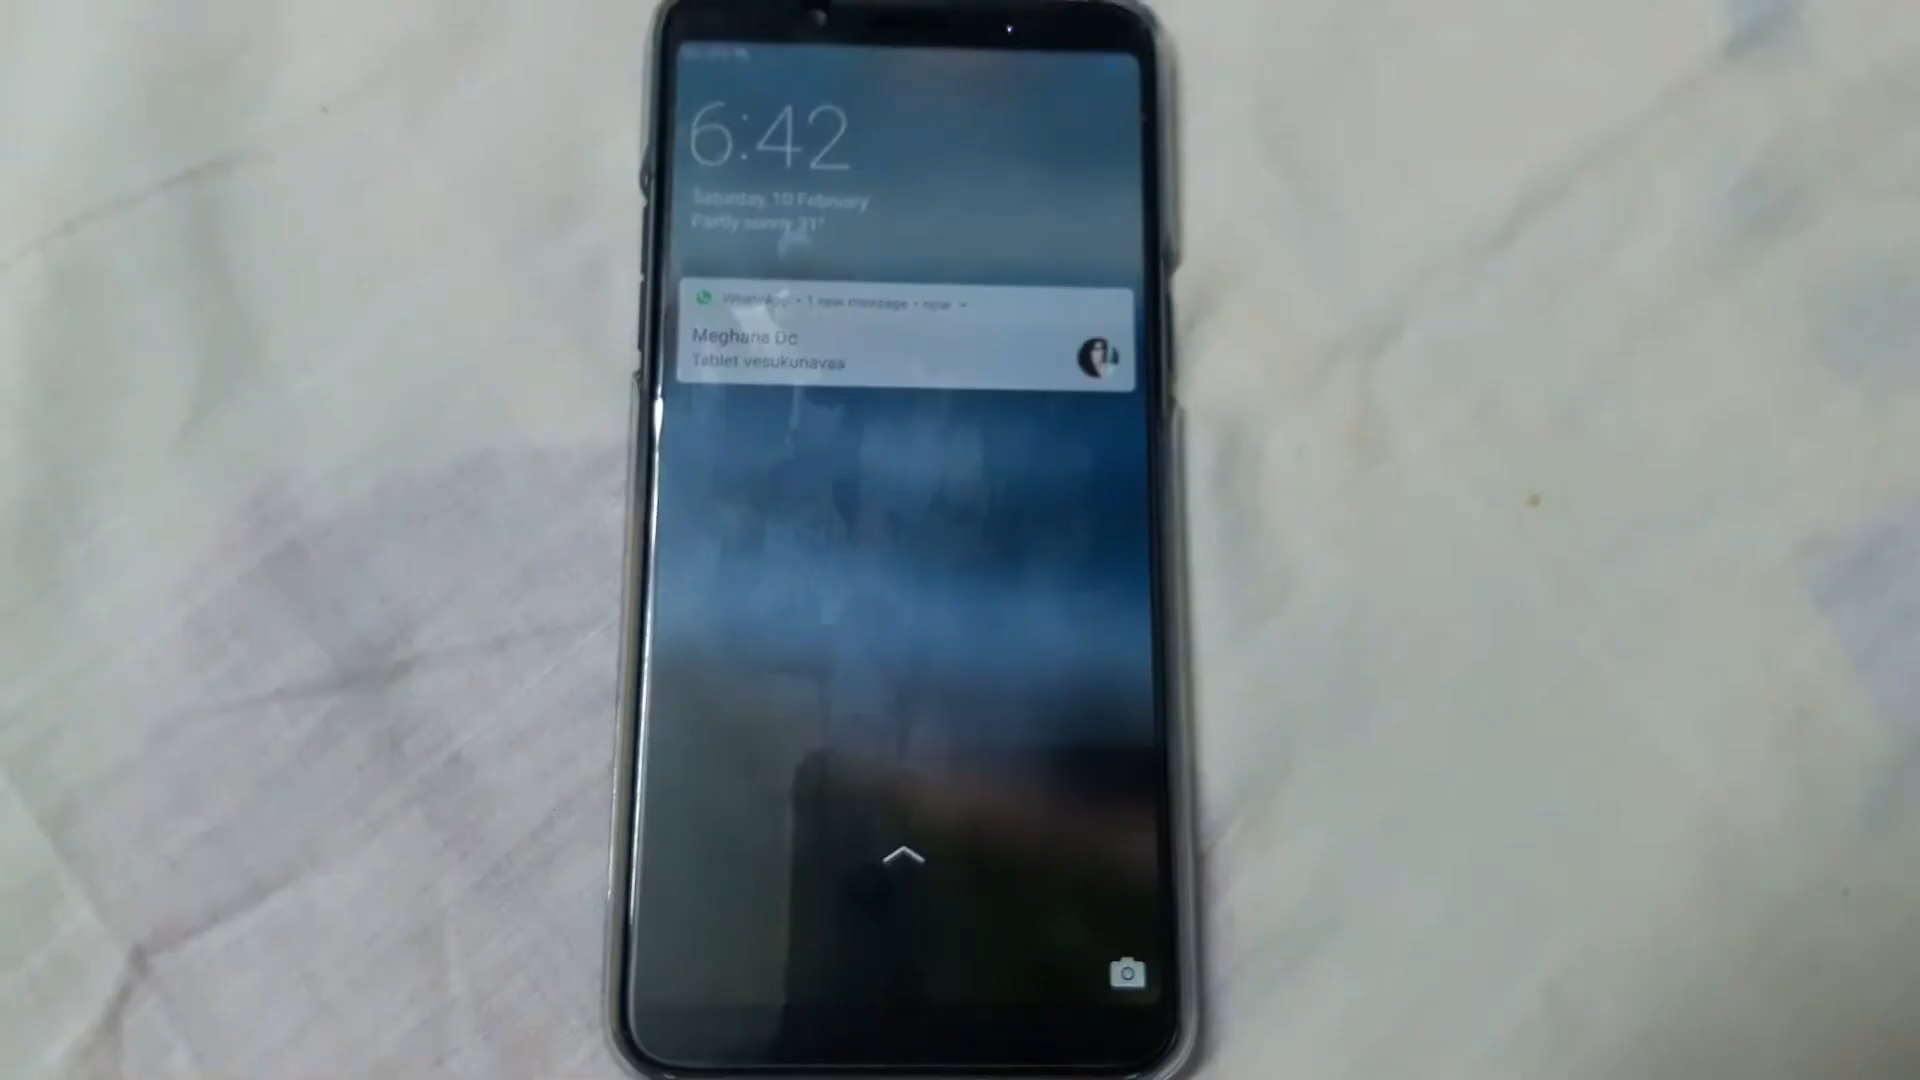 6:42
Saturday, 10 February
Partly sunny, 31°
WhatsApp • 1 new message • now
Meghana Dc
Tablet vesukunavaa